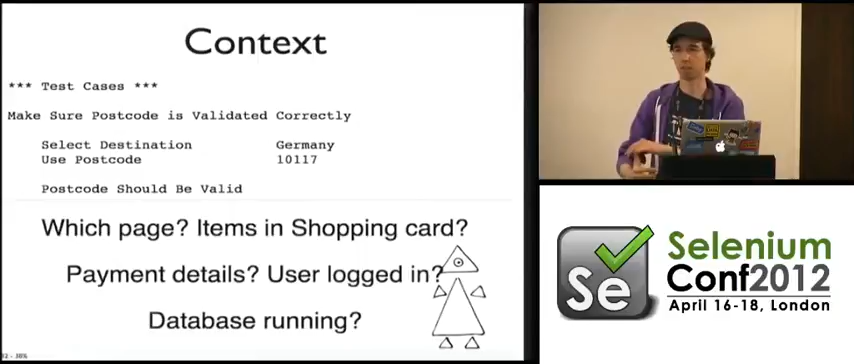 Context
*** Test Cases ***
Make Sure Postcode is Validated Correctly
Select Destination Germany
Use Postcode 10117
Postcode Should Be Valid
Which page? Items in Shopping card?
Payment details? User logged in?
Database running?
Se
Selenium
Conf2012
April 16-18, London